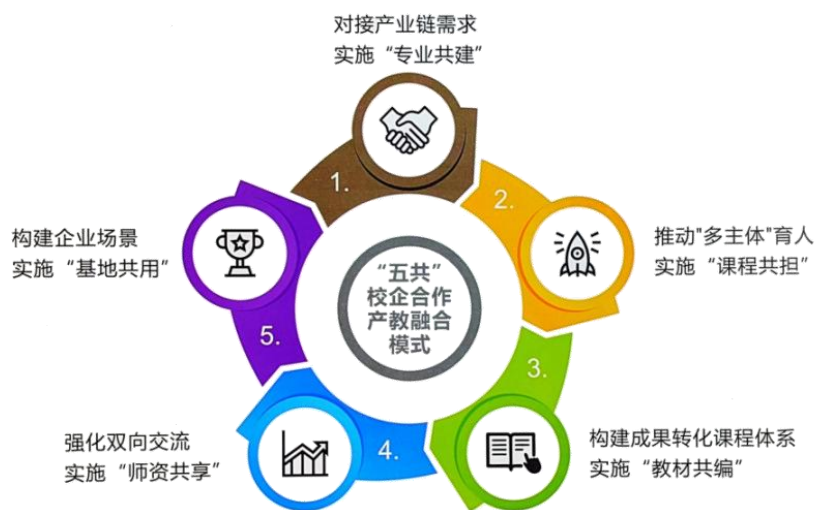 对接产业链需求
实施“专业共建”
1.
2.
推动"多主体"育人
实施“课程共担”
3.
构建成果转化课程体系
实施“教材共编”
4.
强化双向交流
实施“师资共享”
5.
构建企业场景
实施“基地共用”
“五共”
校企合作
产教融合
模式